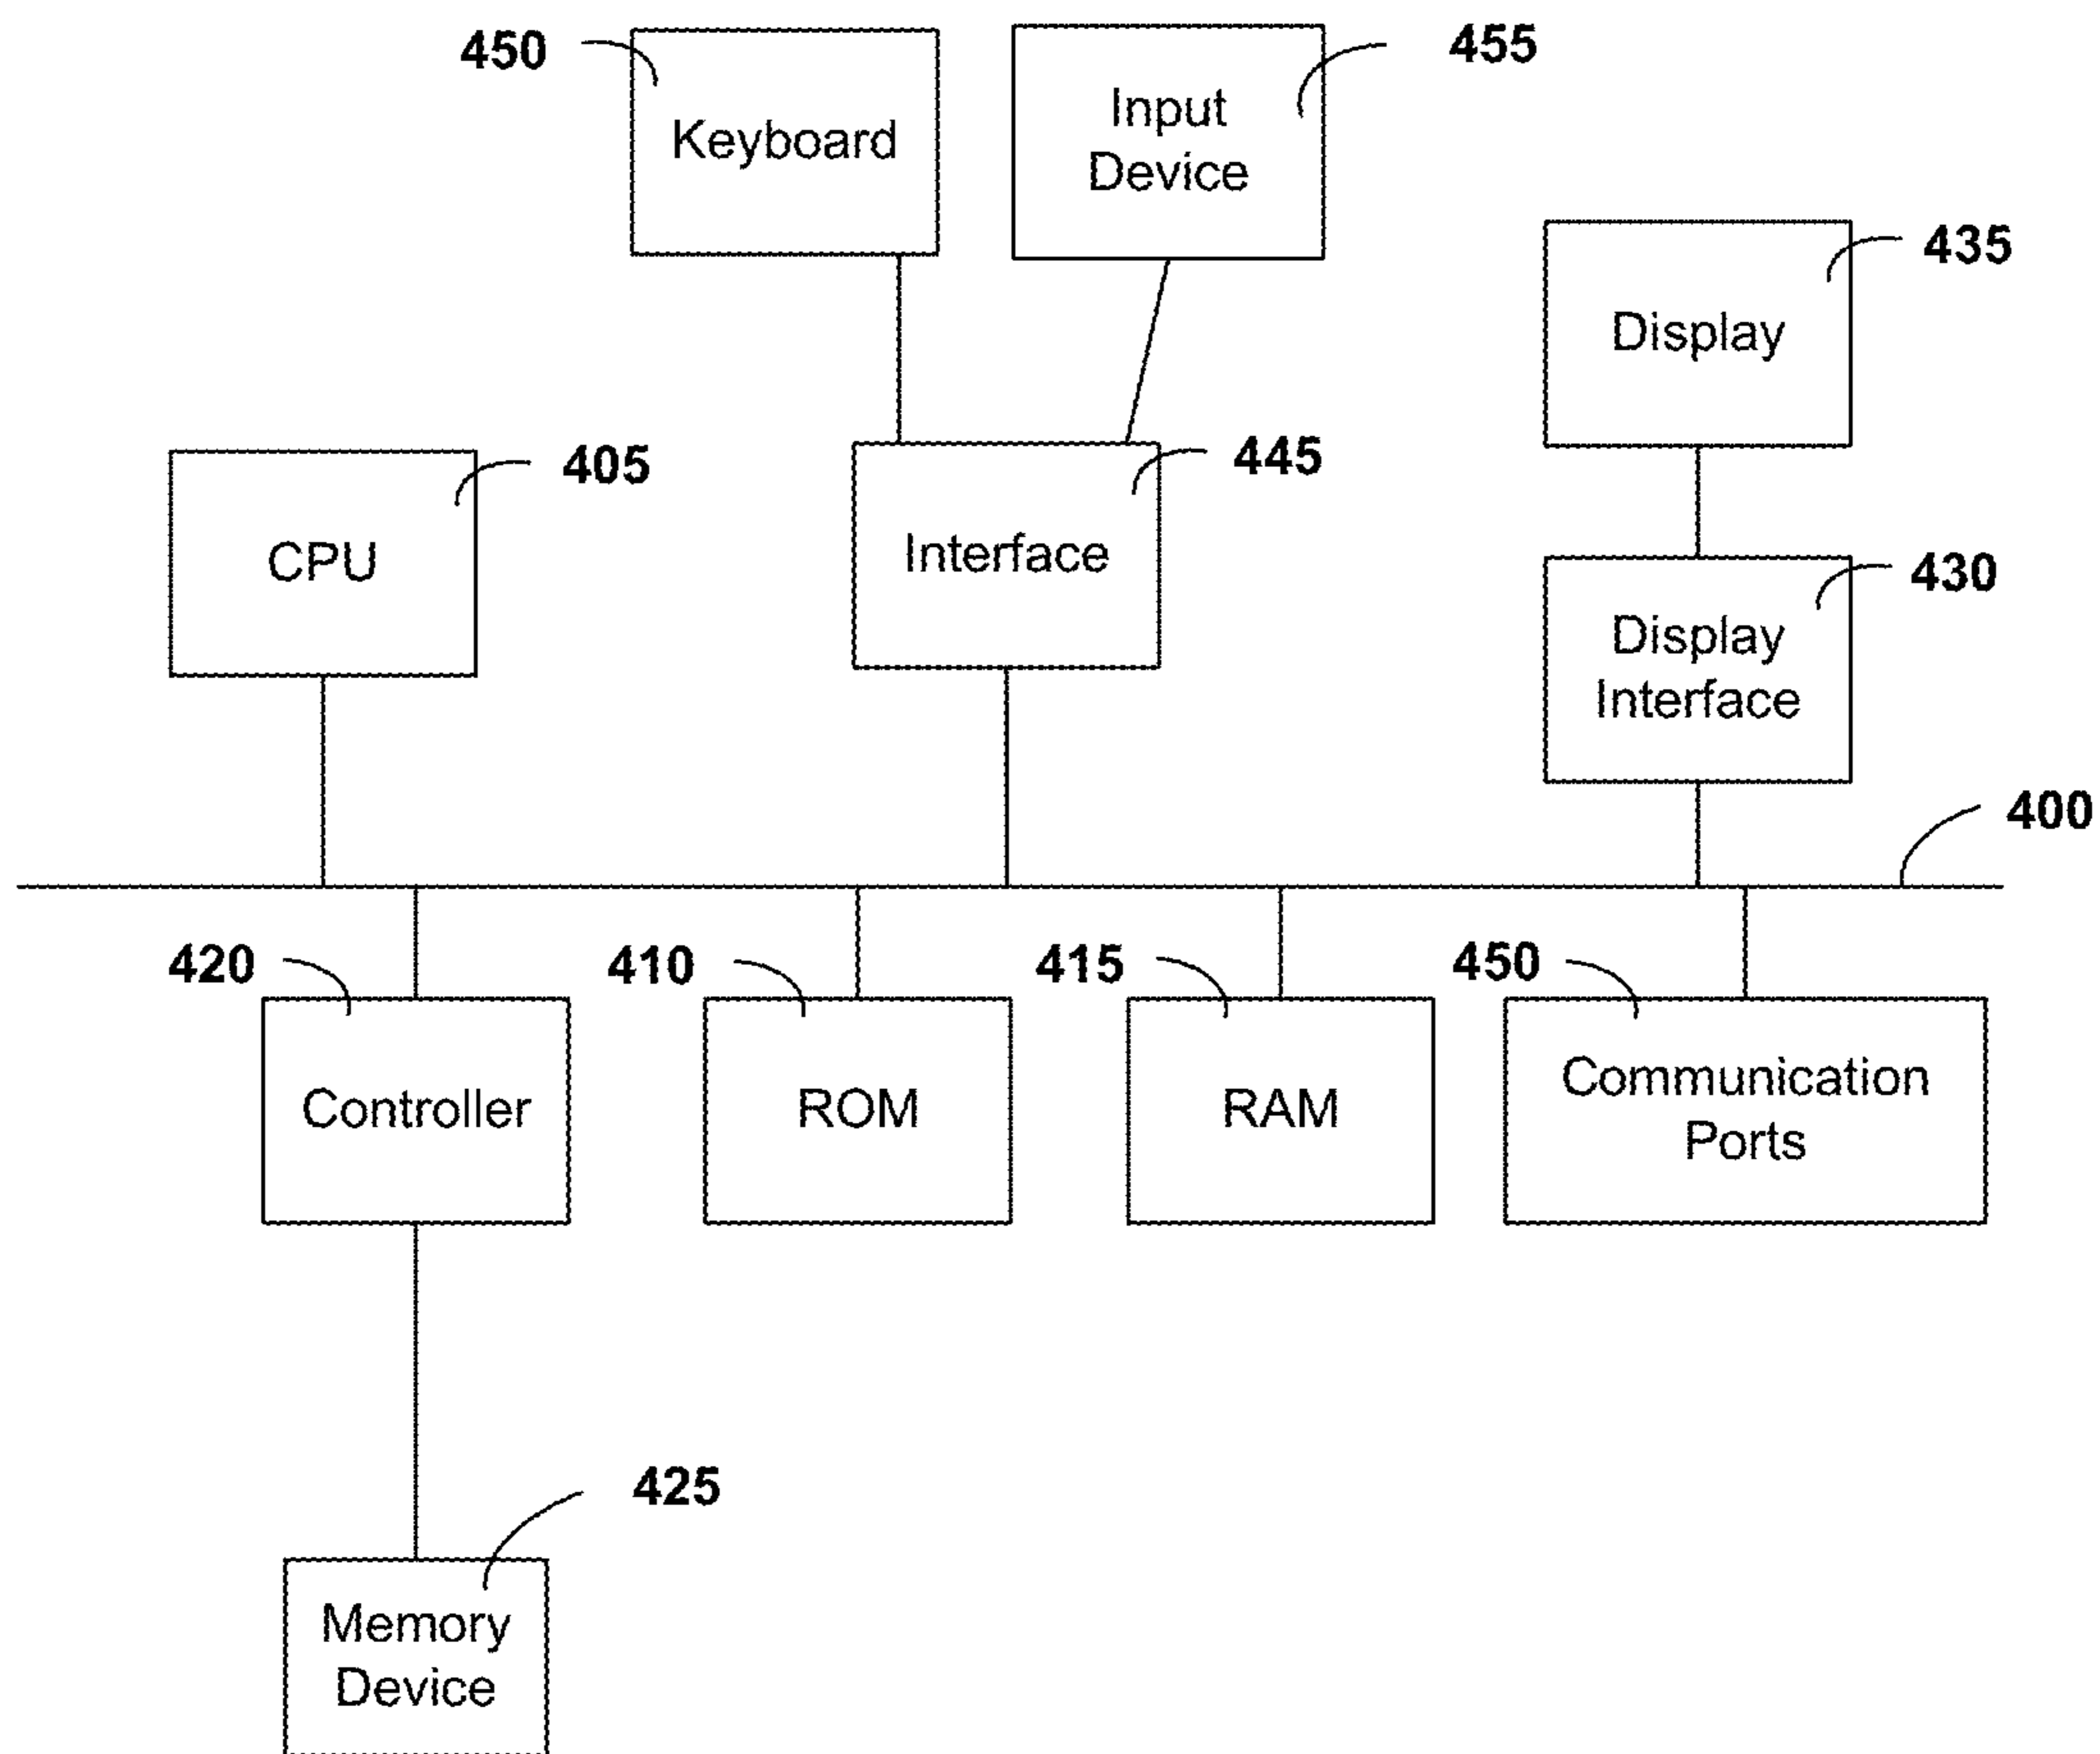 450
Keyboard
455
Input
Device
435
Display
405
CPU
445
Interface
430
Display
Interface
400
420
Controller
410
ROM
415
RAM
450
Communication
Ports
425
Memory
Device